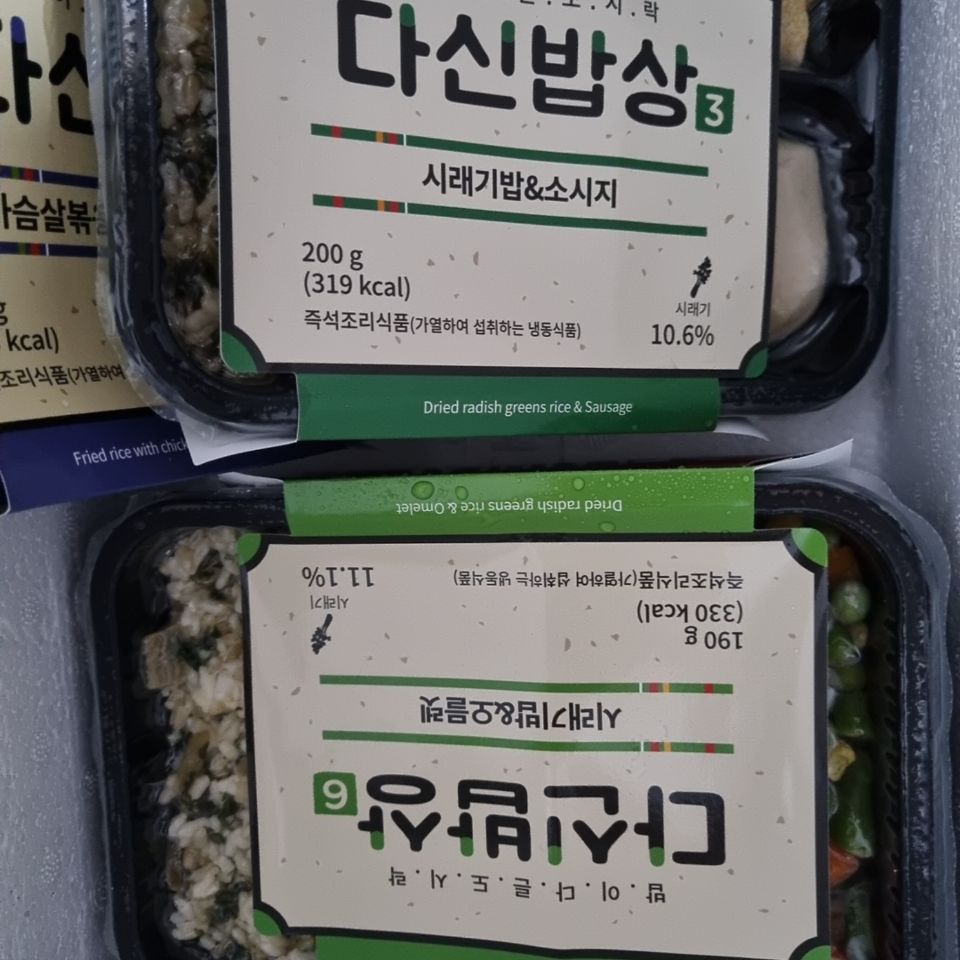 다신밥상 3
시래기밥&소시지
200 g
(319 kcal)
즉석조리식품(가열하여 섭취하는 냉동식품)
시래기
10.6%
Dried radish greens rice & Sausage
kcal)
Fried rice with
밥.이.다.른.도.시.락
다신밥상 6
시래기밥&오믈렛
190 g
(330 kcal)
즉석조리식품(가열하여 섭취하는 냉동식품)
시래기
11.1%
Dried radish greens rice & Omelet